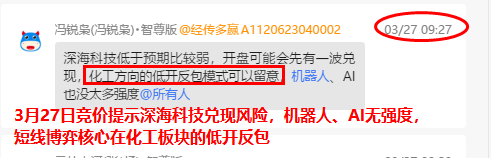 冯锐枭(冯锐枭)·智尊版 @经传多赢 A1120623040002 03/27 09:27
深海科技低于预期比较弱，开盘可能会先有一波兑
现，化工方向的低开反包模式可以留意，机器人、AI
也没太多强度@所有人
3月27日竞价提示深海科技兑现风险，机器人、AI无强度，
短线博弈核心在化工板块的低开反包